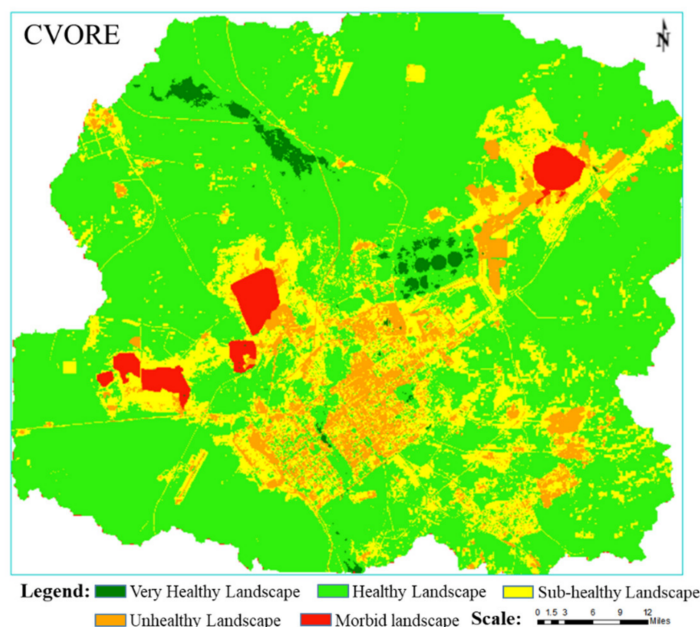 CVORE
N
Legend: Very Healthy Landscape Healthy Landscape Sub-healthy Landscape
Unhealthy Landscape Morbid landscape Scale: 0 1.5 3 6 9 12
Miles